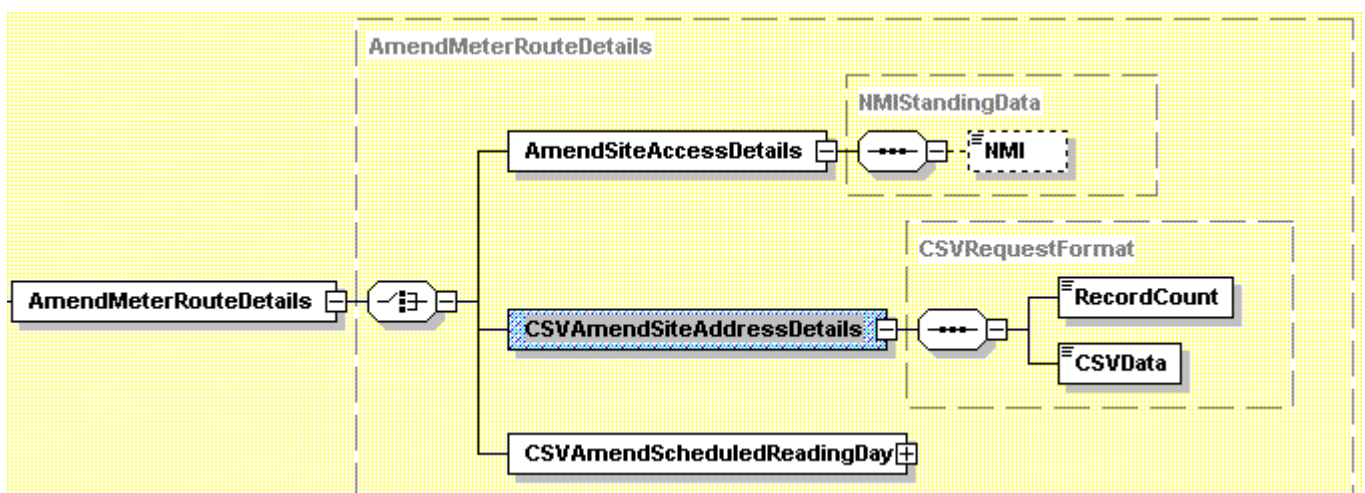 AmendMeterRouteDetails
NMIStandingData
AmendSiteAccessDetails
NMI
CSVRequestFormat
RecordCount
AmendMeterRouteDetails
CSVAmendSiteAddressDetails
CSVData
CSVAmendScheduledReadingDay